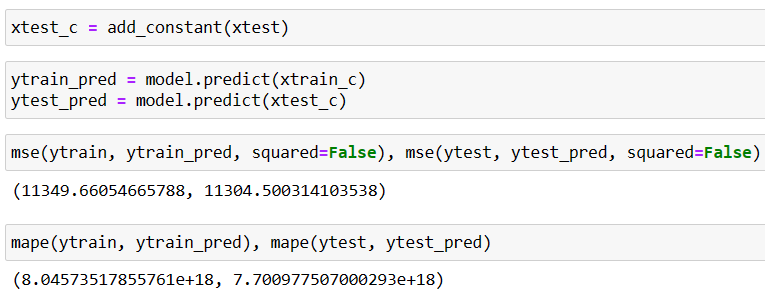 xtest_c = add_constant(xtest)
ytrain_pred = model.predict(xtrain_c)
ytest_pred = model.predict(xtest_c)
mse(ytrain, ytrain_pred, squared=False), mse(ytest, ytest_pred, squared=False)
(11349.66054665788, 11304.500314103538)
mape(ytrain, ytrain_pred), mape(ytest, ytest_pred)
(8.04573517855761e+18, 7.700977507000293e+18)